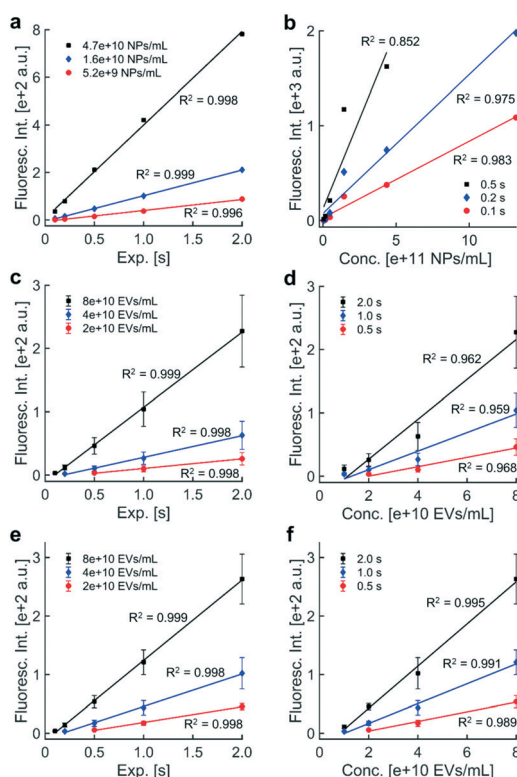 a
Fluoresc. Int. [e+2 a.u.]
8
6
4
2
0
4.7e+10 NPs/mL
1.6e+10 NPs/mL
5.2e+9 NPs/mL
R² = 0.998
R² = 0.999
R² = 0.996
0.0 0.5 1.0 1.5 2.0
Exp. [s]
b
Fluoresc. Int. [e+3 a.u.]
2
1
0
R² = 0.852
R² = 0.975
R² = 0.983
0.5 s
0.2 s
0.1 s
0 5 10
Conc. [e+11 NPs/mL]
c
Fluoresc. Int. [e+2 a.u.]
3
2
1
0
8e+10 EVs/mL
4e+10 EVs/mL
2e+10 EVs/mL
R² = 0.999
R² = 0.998
R² = 0.998
0.0 0.5 1.0 1.5 2.0
Exp. [s]
d
Fluoresc. Int. [e+2 a.u.]
3
2
1
0
2.0 s
1.0 s
0.5 s
R² = 0.962
R² = 0.959
R² = 0.968
0 2 4 6 8
Conc. [e+10 EVs/mL]
e
Fluoresc. Int. [e+2 a.u.]
3
2
1
0
8e+10 EVs/mL
4e+10 EVs/mL
2e+10 EVs/mL
R² = 0.999
R² = 0.998
R² = 0.998
0.0 0.5 1.0 1.5 2.0
Exp. [s]
f
Fluoresc. Int. [e+2 a.u.]
3
2
1
0
2.0 s
1.0 s
0.5 s
R² = 0.995
R² = 0.991
R² = 0.989
0 2 4 6 8
Conc. [e+10 EVs/mL]